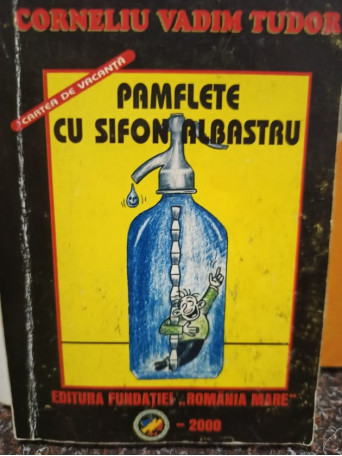 CORNELIU VADIM TUDOR
CARTEA DE VACANȚĂ
PAMFLETE
CU SIFON ALBASTRU
EDITURA FUNDAȚIEI „ROMÂNIA MARE"
- 2000